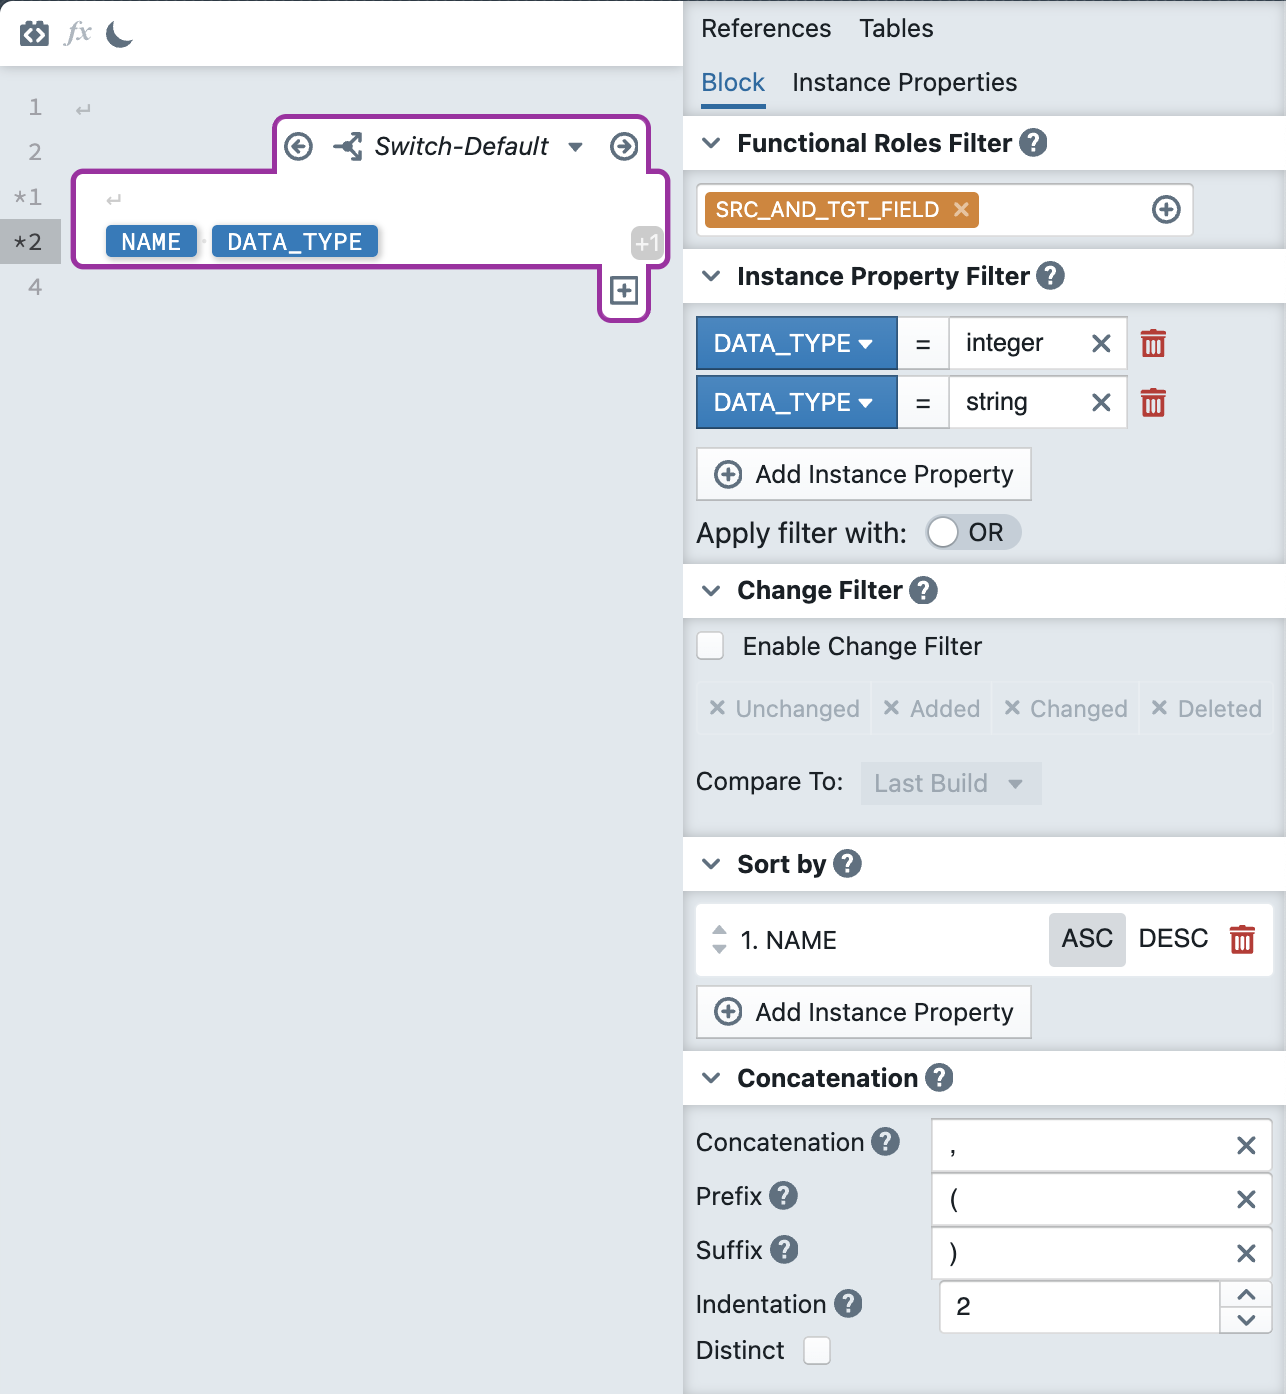 fx
References Tables
Block Instance Properties
1 ↵
2
Switch-Default
*1 ↵
*2 NAME · DATA_TYPE +1
4
Functional Roles Filter ?
SRC_AND_TGT_FIELD ×
Instance Property Filter ?
DATA_TYPE = integer ×
DATA_TYPE = string ×
Add Instance Property
Apply filter with: OR
Change Filter ?
Enable Change Filter
× Unchanged × Added × Changed × Deleted
Compare To: Last Build
Sort by ?
1. NAME ASC DESC
Add Instance Property
Concatenation ?
Concatenation ? , ×
Prefix ? ( ×
Suffix ? ) ×
Indentation ? 2
Distinct